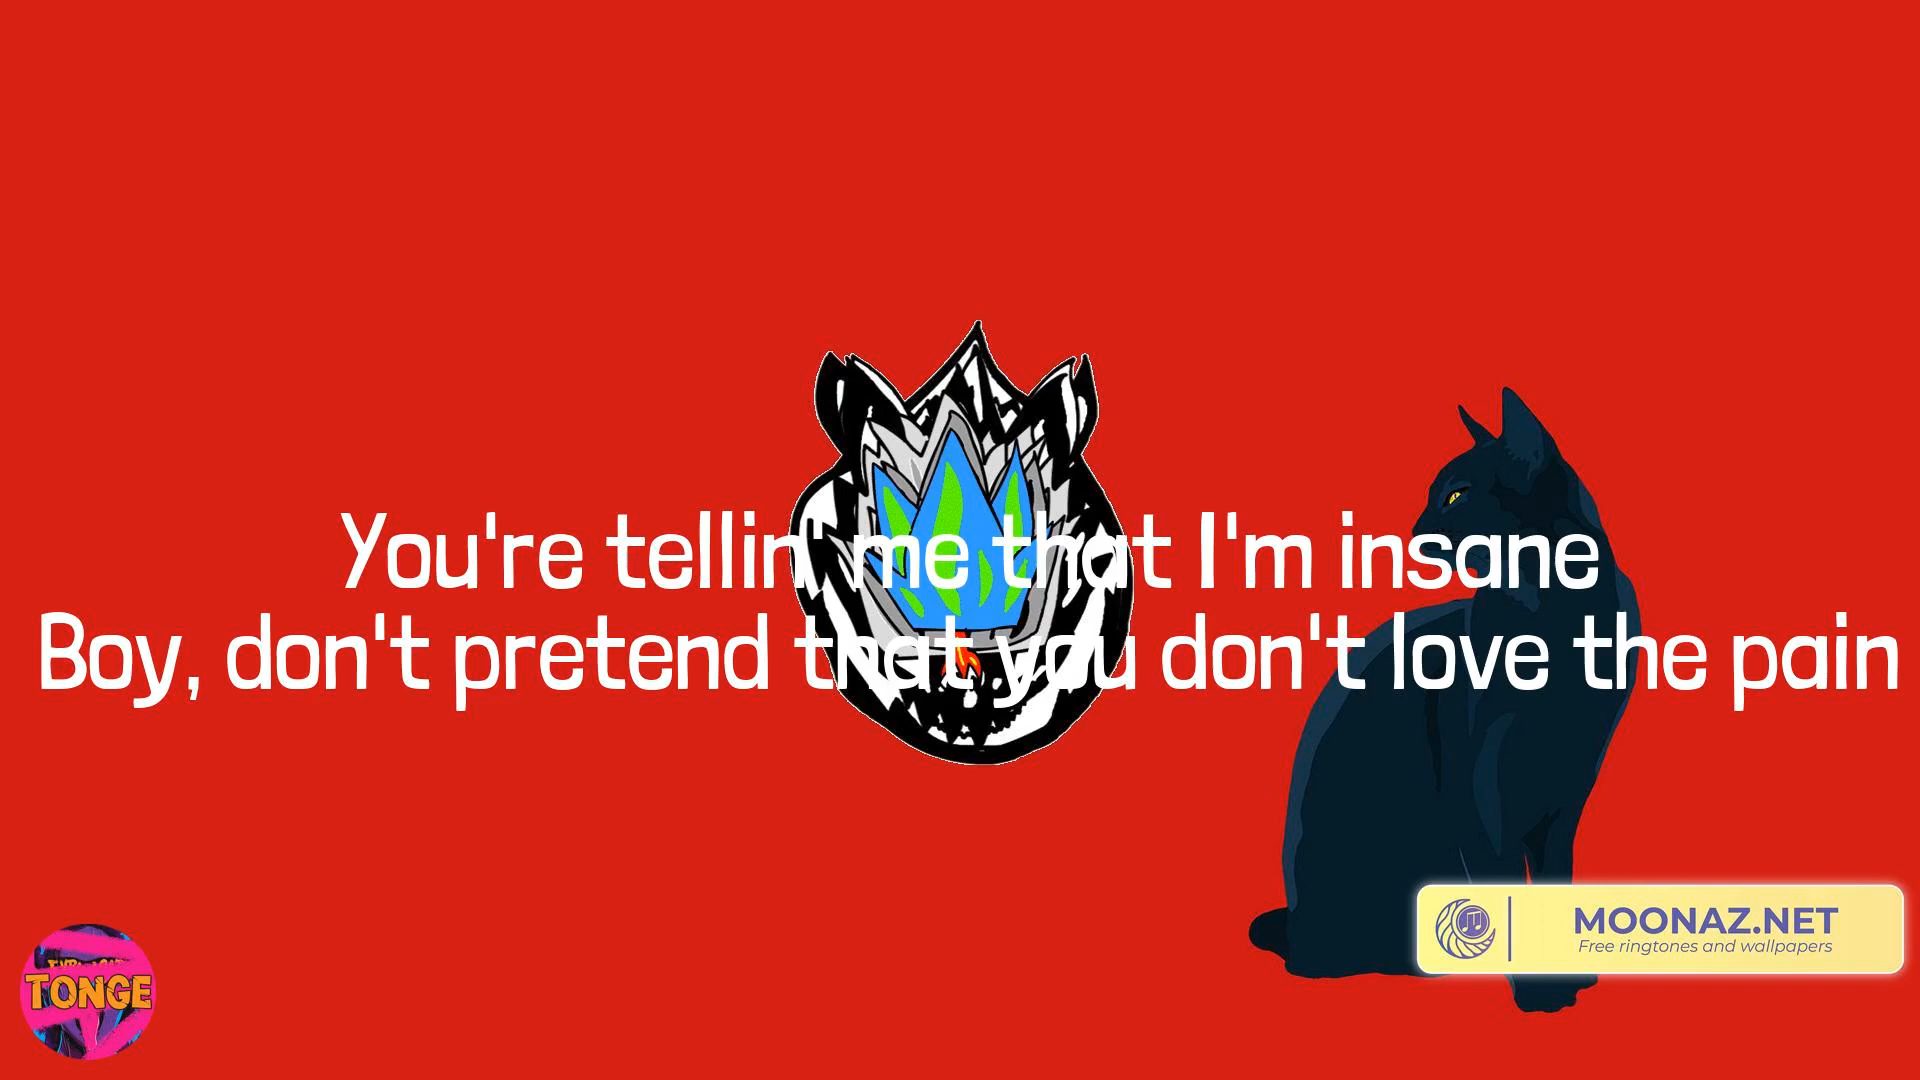 You're tellin' me that I'm insane
Boy, don't pretend that you don't love the pain
MOONAZ.NET
Free ringtones and wallpapers
TONGE